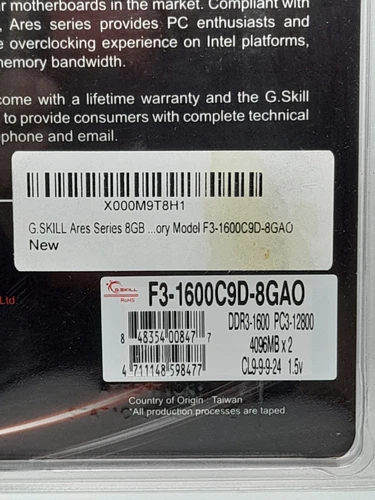 r motherboards in the market. Compliant with
, Ares series provides PC enthusiasts and
e overclocking experience on Intel platforms,
memory bandwidth.
come with a lifetime warranty and the G.Skill
to provide consumers with complete technical
phone and email.
X000M9T8H1
G.SKILL Ares Series 8GB ...ory Model F3-1600C9D-8GAO
New
Ltd.
G.SKILL
RoHS
F3-1600C9D-8GAO
DDR3-1600 PC3-12800
8 48354 00847 7
4096MB x 2
CL9-9-9-24 1.5v
4 711148 598477
Country of Origin : Taiwan
*All production processes are taped